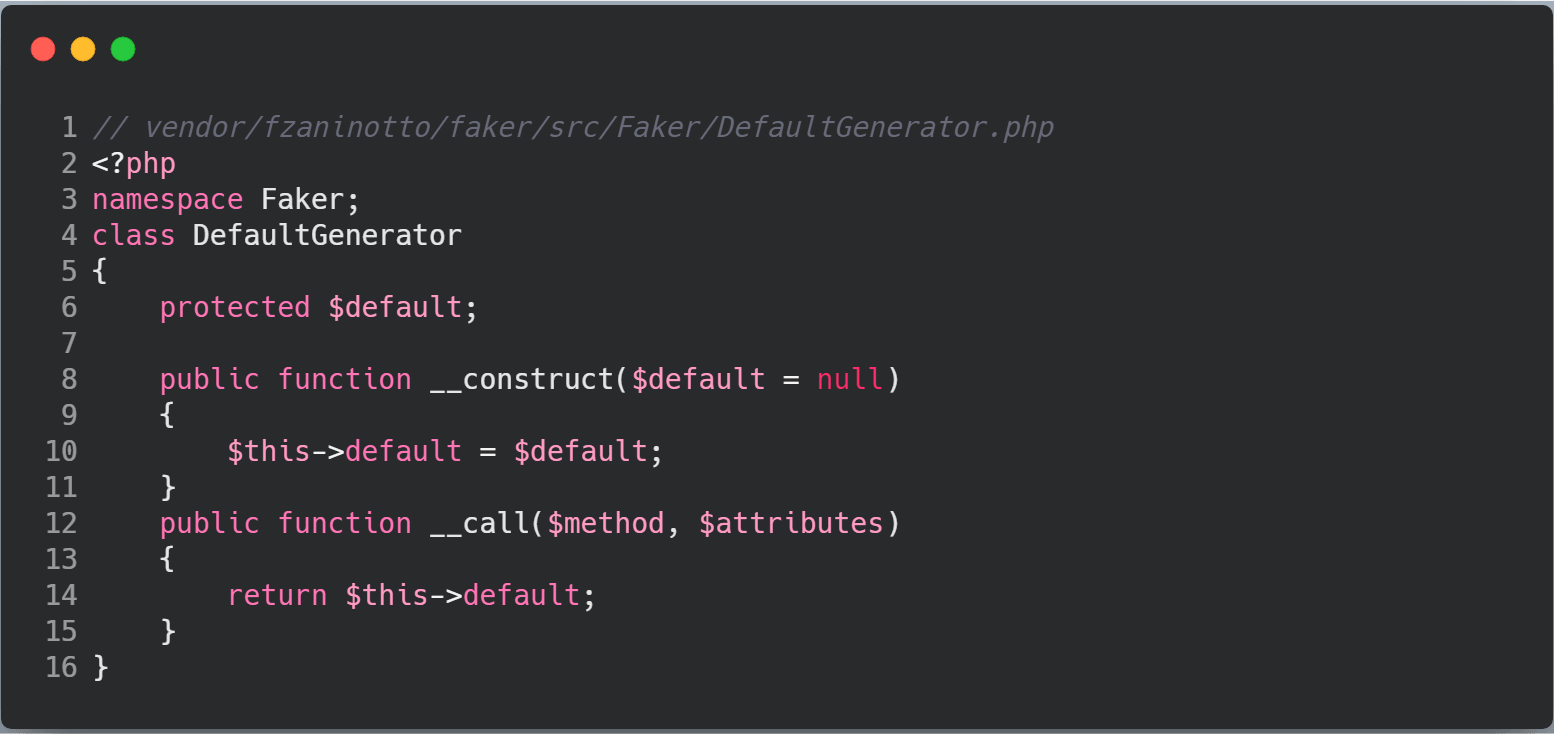 1 // vendor/fzaninotto/faker/src/Faker/DefaultGenerator.php
2 <?php
3 namespace Faker;
4 class DefaultGenerator
5 {
6     protected $default;
7
8     public function __construct($default = null)
9     {
10         $this->default = $default;
11     }
12     public function __call($method, $attributes)
13     {
14         return $this->default;
15     }
16 }